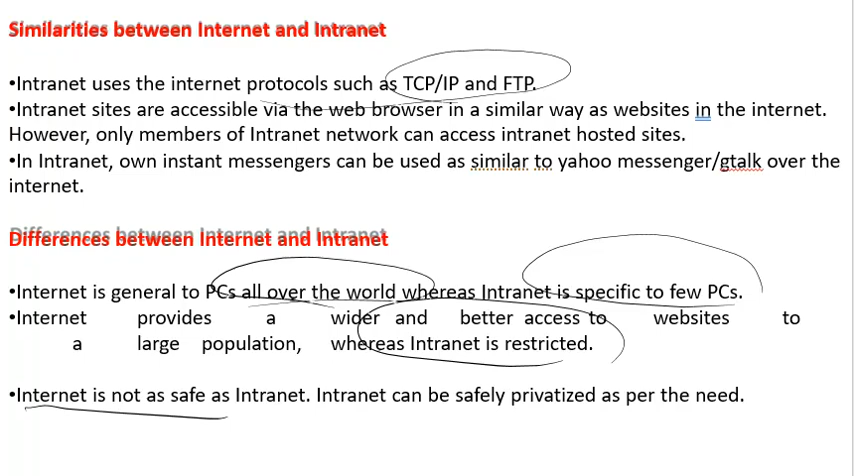 Similarities between Internet and Intranet
•Intranet uses the internet protocols such as TCP/IP and FTP.
•Intranet sites are accessible via the web browser in a similar way as websites in the internet.
However, only members of Intranet network can access intranet hosted sites.
•In Intranet, own instant messengers can be used as similar to yahoo messenger/gtalk over the
internet.
Differences between Internet and Intranet
•Internet is general to PCs all over the world whereas Intranet is specific to few PCs.
•Internet provides a wider and better access to websites to
a large population, whereas Intranet is restricted.
•Internet is not as safe as Intranet. Intranet can be safely privatized as per the need.